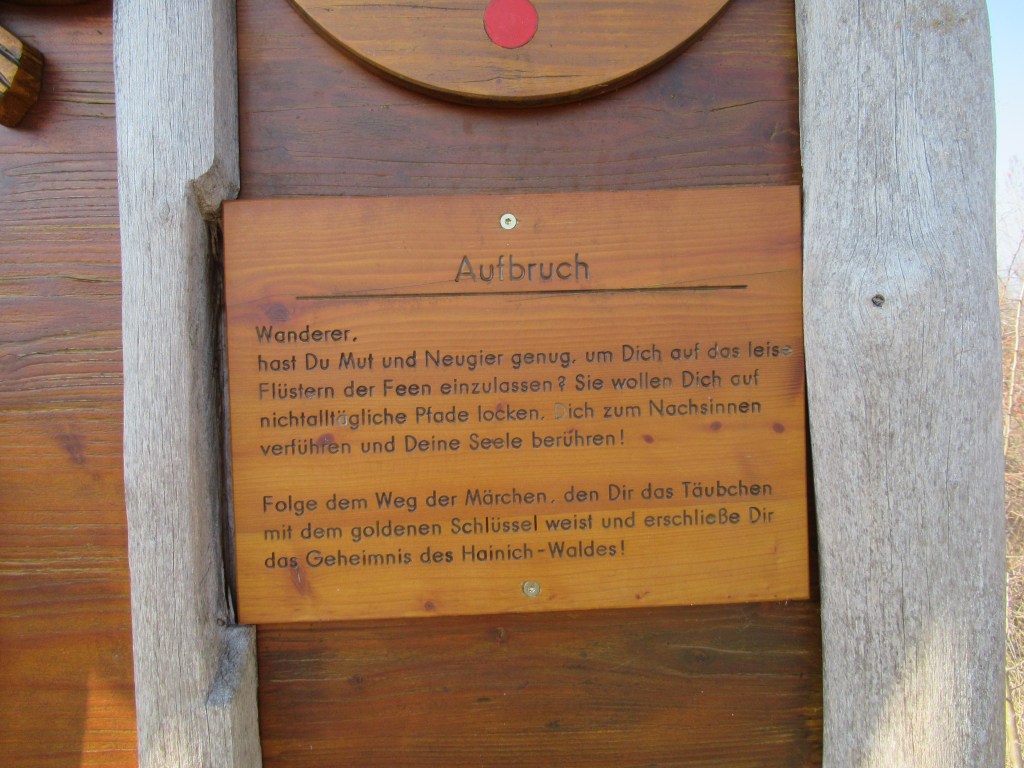 Aufbruch
Wanderer,
hast Du Mut und Neugier genug, um Dich auf das leise
Flüstern der Feen einzulassen? Sie wollen Dich auf
nichtalltägliche Pfade locken, Dich zum Nachsinnen
verführen und Deine Seele berühren!
Folge dem Weg der Märchen, den Dir das Täubchen
mit dem goldenen Schlüssel weist und erschließe Dir
das Geheimnis des Hainich-Waldes!